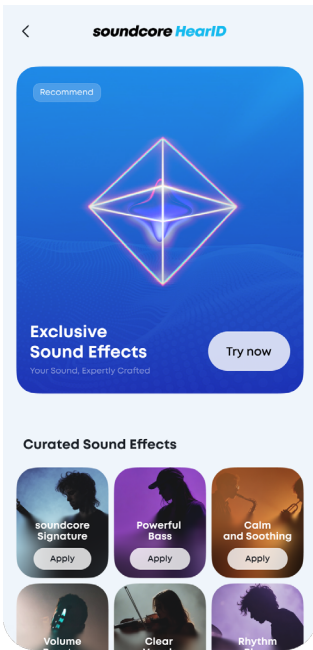 soundcore HearID
Recommend
Exclusive
Sound Effects
Your Sound, Expertly Crafted
Try now
Curated Sound Effects
soundcore
Signature
Apply
Powerful
Bass
Apply
Calm
and Soothing
Apply
Volume
Clear
Rhythm